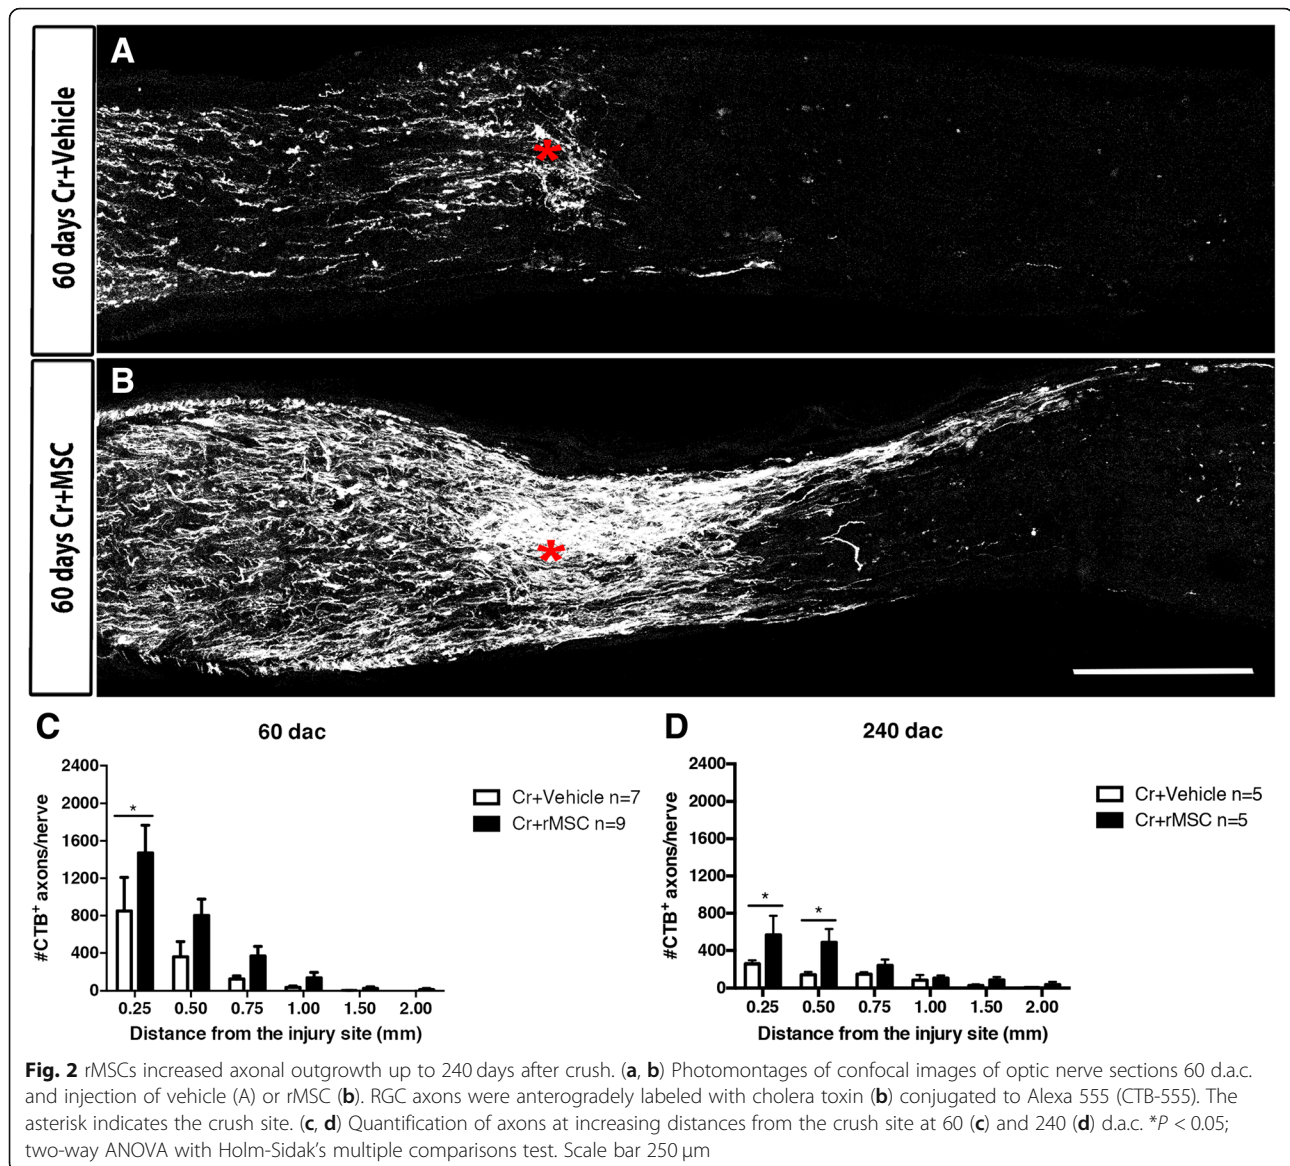 60 days Cr+Vehicle
A
*
60 days Cr+MSC
B
*
C
60 dac
2400
2000
1600
1200
800
400
0
#CTB+ axons/nerve
*
0.25 0.50 0.75 1.00 1.50 2.00
Distance from the injury site (mm)
Cr+Vehicle n=7
Cr+rMSC n=9
D
240 dac
2400
2000
1600
1200
800
400
0
#CTB+ axons/nerve
*
*
0.25 0.50 0.75 1.00 1.50 2.00
Distance from the injury site (mm)
Cr+Vehicle n=5
Cr+rMSC n=5
Fig. 2 rMSCs increased axonal outgrowth up to 240 days after crush. (a, b) Photomontages of confocal images of optic nerve sections 60 d.a.c.
and injection of vehicle (A) or rMSC (b). RGC axons were anterogradely labeled with cholera toxin (b) conjugated to Alexa 555 (CTB-555). The
asterisk indicates the crush site. (c, d) Quantification of axons at increasing distances from the crush site at 60 (c) and 240 (d) d.a.c. *P < 0.05;
two-way ANOVA with Holm-Sidak's multiple comparisons test. Scale bar 250 μm